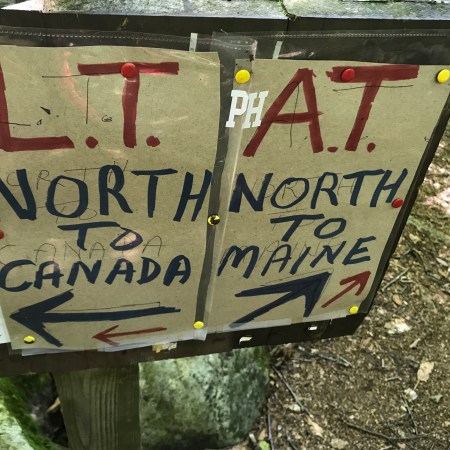 L.T.
NORTH
TO
CANADA
PH
A.T.
NORTH
TO
MAINE